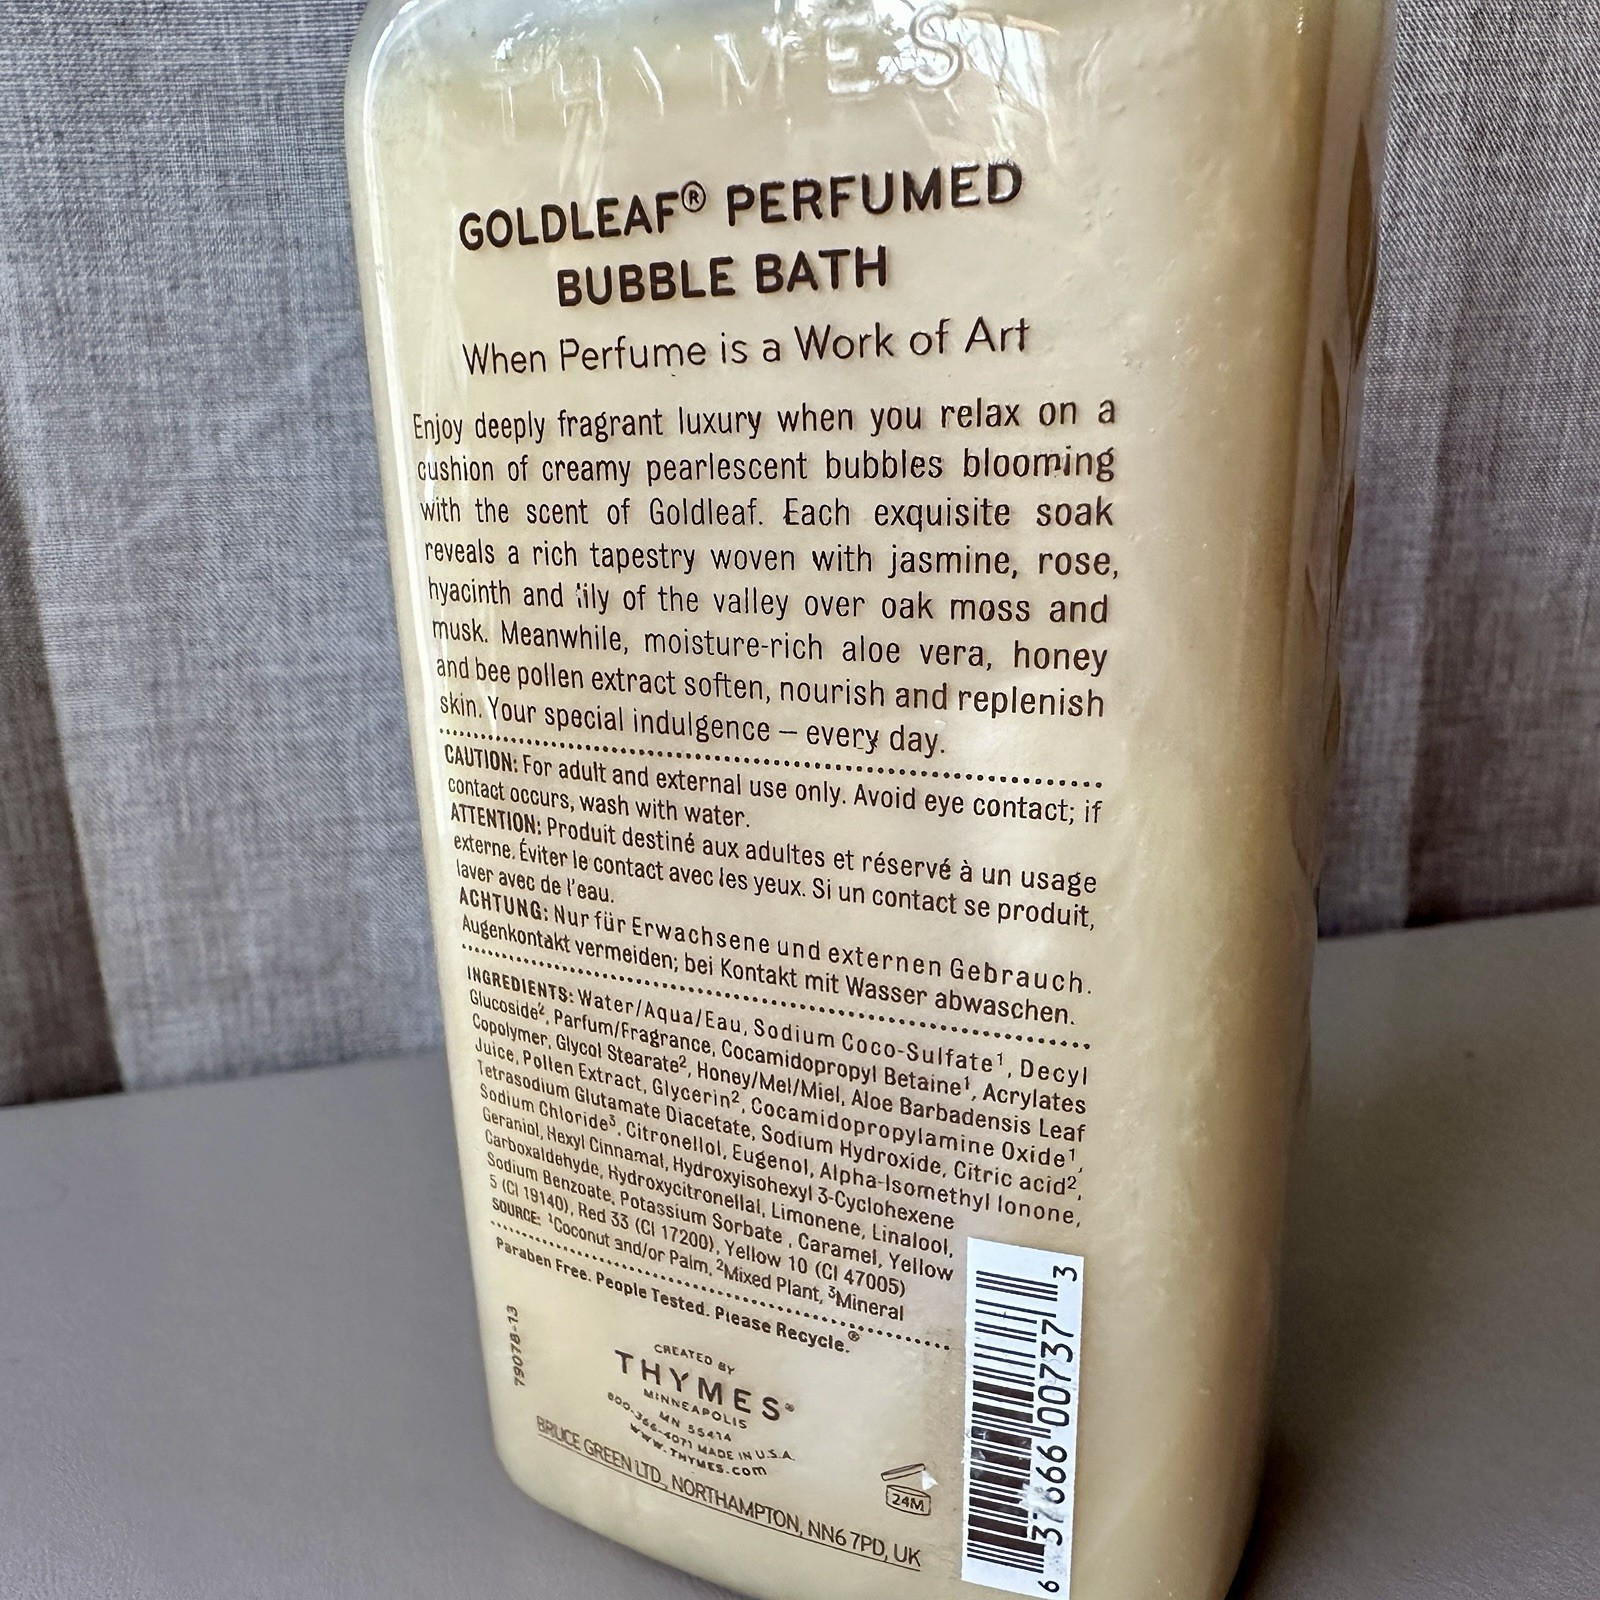 THYMES
GOLDLEAF® PERFUMED
BUBBLE BATH
When Perfume is a Work of Art
Enjoy deeply fragrant luxury when you relax on a
cushion of creamy pearlescent bubbles blooming
with the scent of Goldleaf. Each exquisite soak
reveals a rich tapestry woven with jasmine, rose,
hyacinth and lily of the valley over oak moss and
musk. Meanwhile, moisture-rich aloe vera, honey
and bee pollen extract soften, nourish and replenish
skin. Your special indulgence – every day.
CAUTION: For adult and external use only. Avoid eye contact; if
contact occurs, wash with water.
ATTENTION: Produit destiné aux adultes et réservé à un usage
externe. Éviter le contact avec les yeux. Si un contact se produit,
laver avec de l'eau.
ACHTUNG: Nur für Erwachsene und externen Gebrauch.
Augenkontakt vermeiden; bei Kontakt mit Wasser abwaschen.
INGREDIENTS: Water/Aqua/Eau, Sodium Coco-Sulfate¹, Decyl
Glucoside², Parfum/Fragrance, Cocamidopropyl Betaine¹, Acrylates
Copolymer, Glycol Stearate², Honey/Mel/Miel, Aloe Barbadensis Leaf
Juice, Pollen Extract, Glycerin², Cocamidopropylamine Oxide¹,
Tetrasodium Glutamate Diacetate, Sodium Hydroxide, Citric acid²,
Sodium Chloride³, Citronellol, Eugenol, Alpha-Isomethyl Ionone,
Geraniol, Hexyl Cinnamal, Hydroxyisohexyl 3-Cyclohexene
Carboxaldehyde, Hydroxycitronellal, Limonene, Linalool,
Sodium Benzoate, Potassium Sorbate , Caramel, Yellow
5 (CI 19140), Red 33 (CI 17200), Yellow 10 (CI 47005)
SOURCE: ¹Coconut and/or Palm, ²Mixed Plant, ³Mineral
Paraben Free. People Tested. Please Recycle.®
79078-13
CREATED BY
THYMES®
MINNEAPOLIS
MN 55414
800-366-4071 MADE IN U.S.A.
www.THYMES.com
BRUCE GREEN LTD., NORTHAMPTON, NN6 7PD, UK
24M
6 37666 00737 3